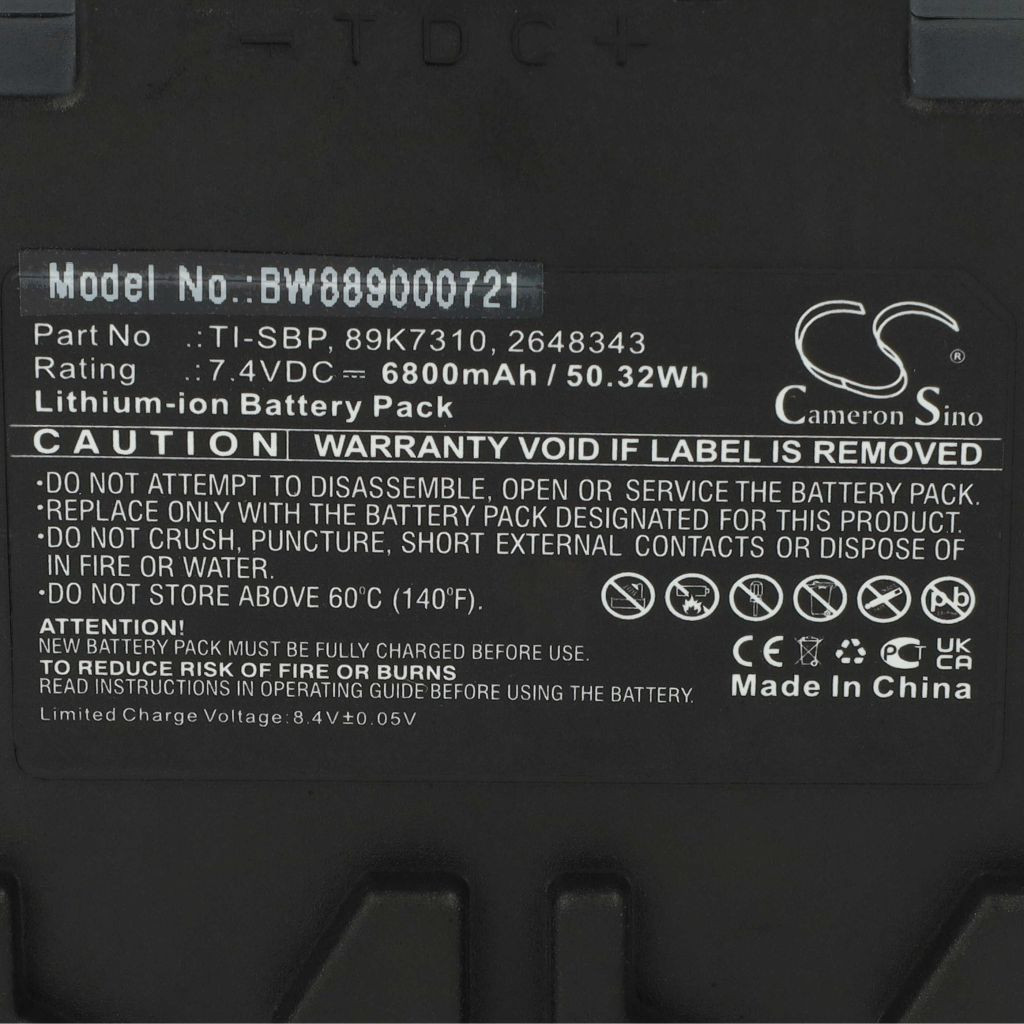 - T D C +
Model No.:BW889000721
Part No .:TI-SBP, 89K7310, 2648343
Rating .:7.4VDC ⎓ 6800mAh / 50.32Wh
Lithium-ion Battery Pack
CS ®
Cameron Sino
CAUTION| WARRANTY VOID IF LABEL IS REMOVED
•DO NOT ATTEMPT TO DISASSEMBLE, OPEN OR SERVICE THE BATTERY PACK.
•REPLACE ONLY WITH THE BATTERY PACK DESIGNATED FOR THIS PRODUCT.
•DO NOT CRUSH, PUNCTURE, SHORT EXTERNAL CONTACTS OR DISPOSE OF
IN FIRE OR WATER.
•DO NOT STORE ABOVE 60°C (140°F).
Pb
ATTENTION!
NEW BATTERY PACK MUST BE FULLY CHARGED BEFORE USE.
TO REDUCE RISK OF FIRE OR BURNS
READ INSTRUCTIONS IN OPERATING GUIDE BEFORE USING THE BATTERY.
Limited Charge Voltage:8.4V±0.05V
CE PCT UK
CA
Made In China